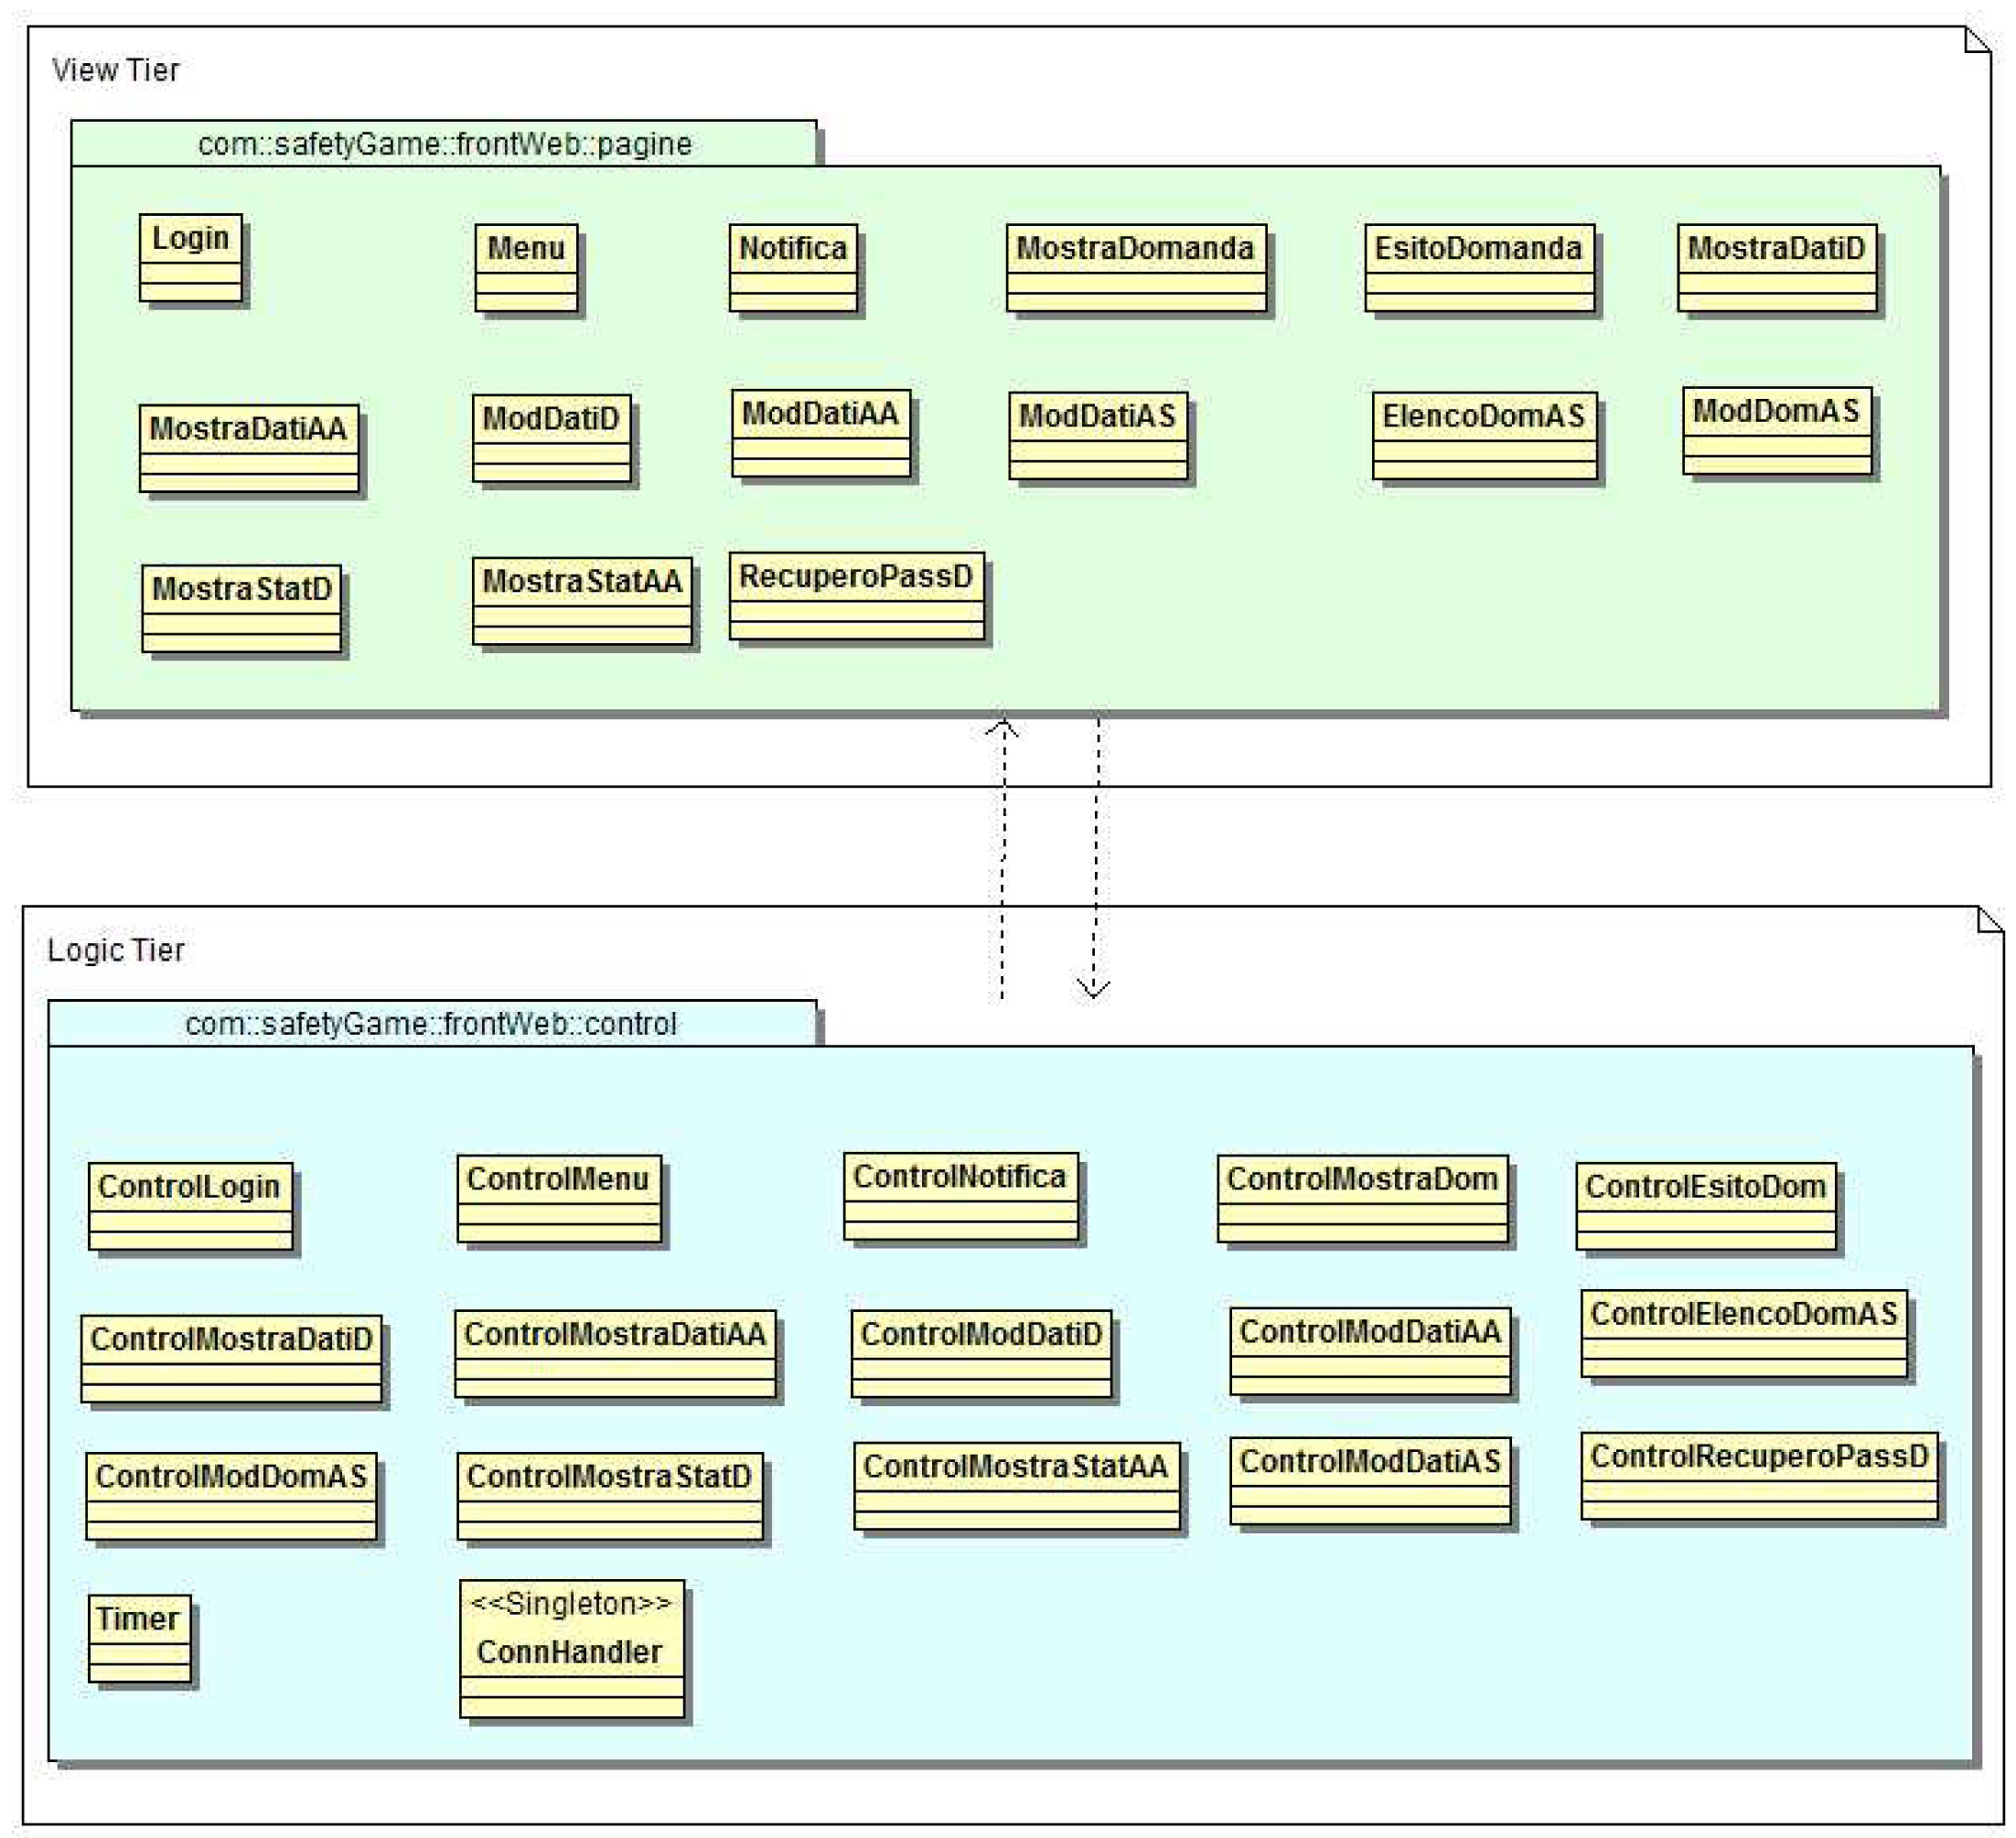 View Tier
com::safetyGame::frontWeb::pagine
Login
Menu
Notifica
MostraDomanda
EsitoDomanda
MostraDatiD
MostraDatiAA
ModDatiD
ModDatiAA
ModDatiAS
ElencoDomAS
ModDomAS
MostraStatD
MostraStatAA
RecuperoPassD
Logic Tier
com::safetyGame::frontWeb::control
ControlLogin
ControlMenu
ControlNotifica
ControlMostraDom
ControlEsitoDom
ControlMostraDatiD
ControlMostraDatiAA
ControlModDatiD
ControlModDatiAA
ControlElencoDomAS
ControlModDomAS
ControlMostraStatD
ControlMostraStatAA
ControlModDatiAS
ControlRecuperoPassD
Timer
<<Singleton>>
ConnHandler